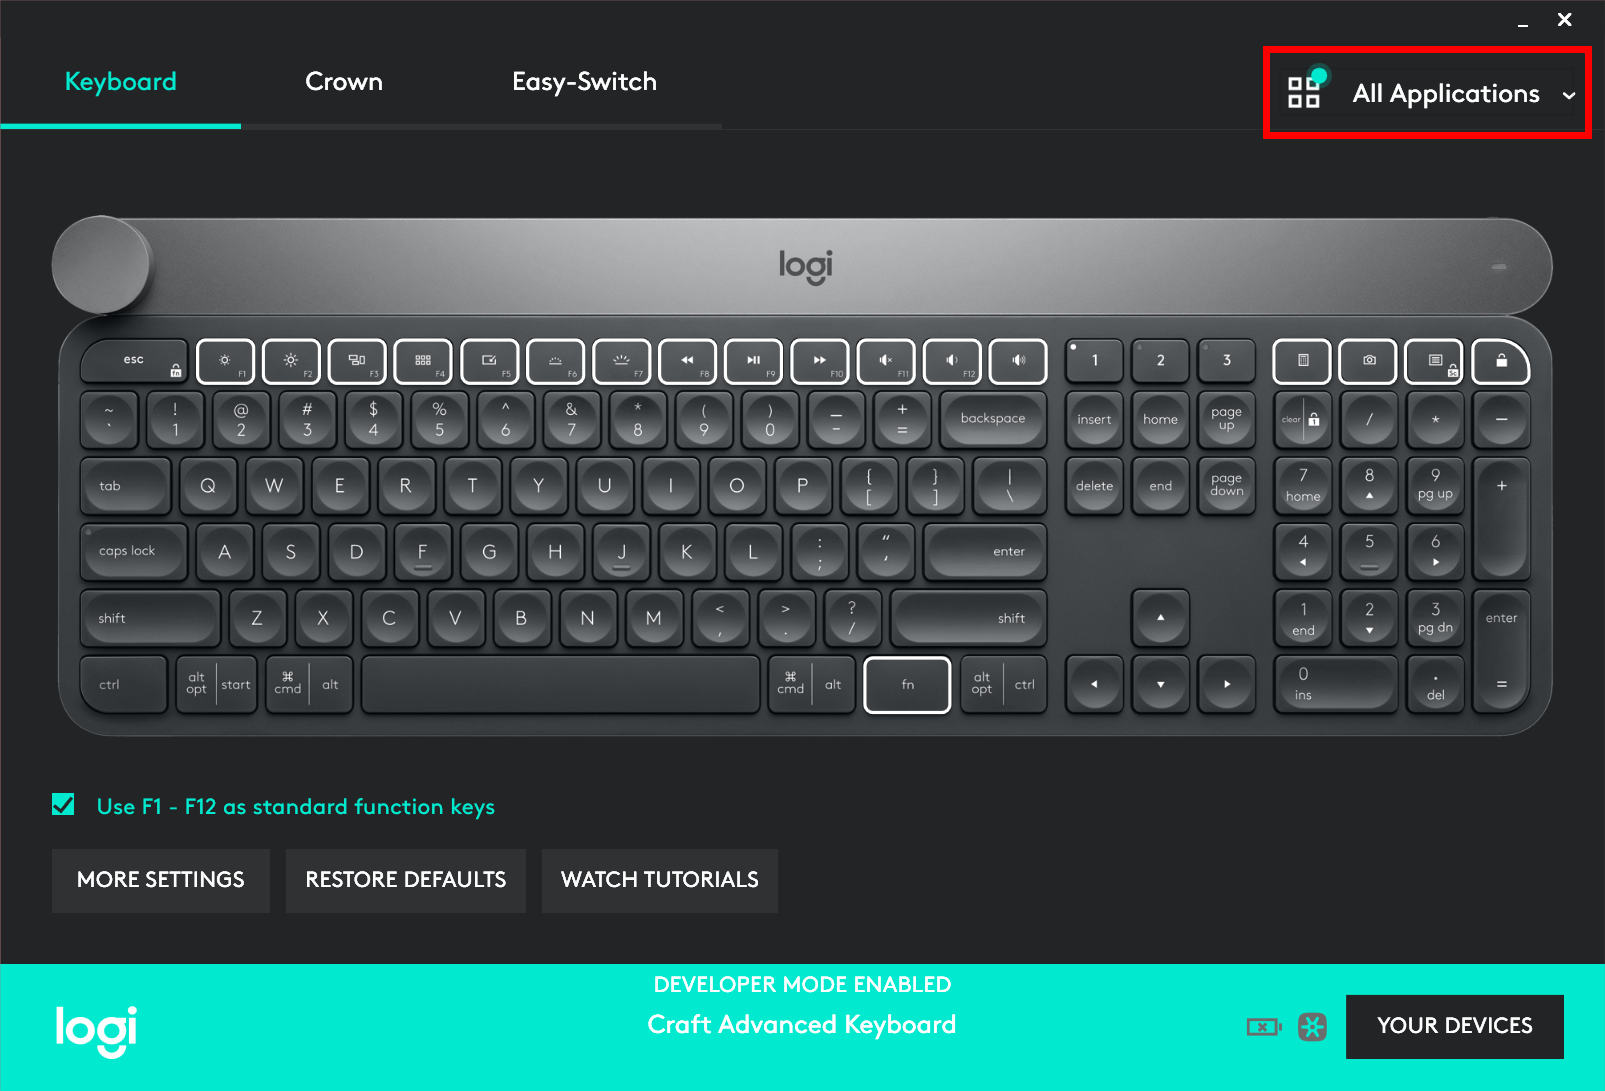 Keyboard Crown Easy-Switch All Applications
logi
esc fn F1 F2 F3 F4 F5 F6 F7 F8 F9 F10 F11 F12 1 2 3 Sc
~ ! @ # $ % ^ & * ( ) — +
` 1 2 3 4 5 6 7 8 9 0 - = backspace insert home page up clear 1 / * −
tab Q W E R T Y U I O P { [ } ] | \ delete end page down 7 home 8 9 pg up +
caps lock A S D F G H J K L : ; “ ‘ enter 4 5 6
shift Z X C V B N M < , > . ? / shift 1 end 2 3 pg dn enter
ctrl alt opt start ⌘ cmd alt ⌘ cmd alt fn alt opt ctrl 0 ins . del =
Use F1 - F12 as standard function keys
MORE SETTINGS RESTORE DEFAULTS WATCH TUTORIALS
DEVELOPER MODE ENABLED
logi Craft Advanced Keyboard YOUR DEVICES